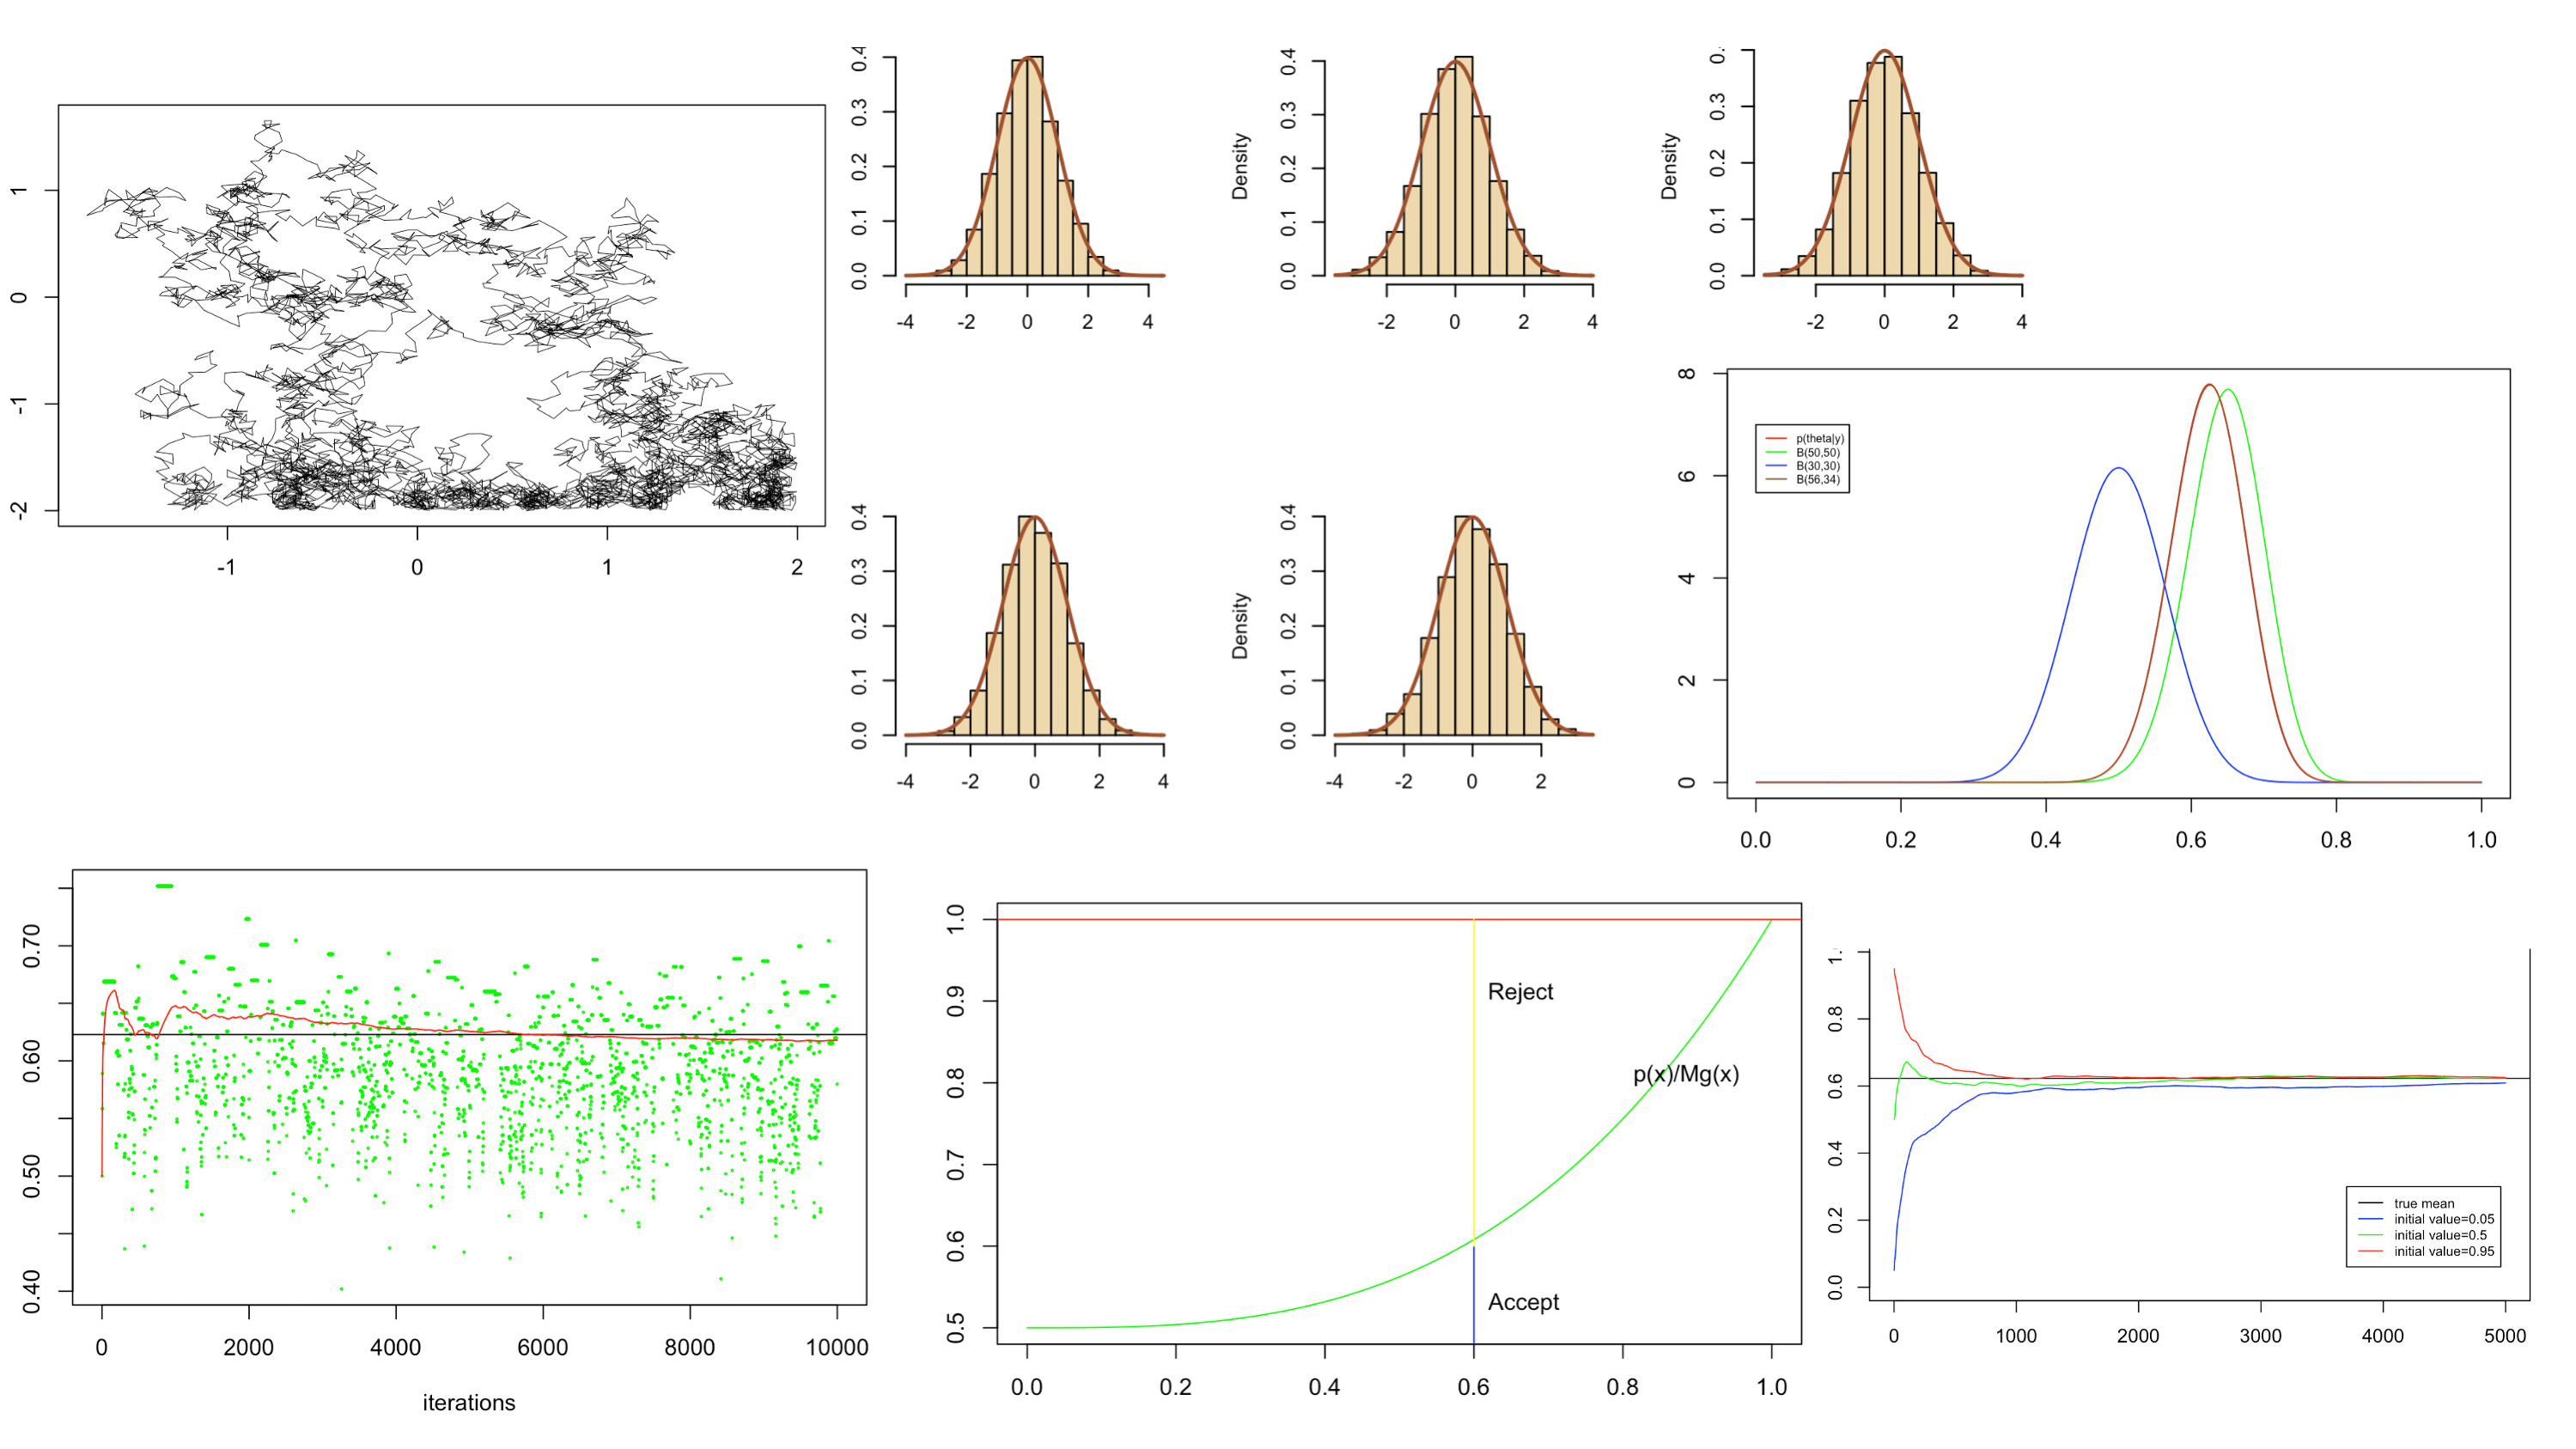 1
0
-1
-2
-1 0 1 2
0.4
0.3
0.2
0.1
0.0
-4 -2 0 2 4
Density
0.4
0.3
0.2
0.1
0.0
-2 0 2 4
Density
0.3
0.2
0.1
0.0
-2 0 2 4
0.4
0.3
0.2
0.1
0.0
-4 -2 0 2 4
Density
0.4
0.3
0.2
0.1
0.0
-4 -2 0 2
8
6
4
2
0
p(theta|y)
B(50,50)
B(30,30)
B(56,34)
0.0 0.2 0.4 0.6 0.8 1.0
0.70
0.60
0.50
0.40
0 2000 4000 6000 8000 10000
iterations
1.0
0.9
0.8
0.7
0.6
0.5
Reject
p(x)/Mg(x)
Accept
0.0 0.2 0.4 0.6 0.8 1.0
0.8
0.6
0.4
0.2
0.0
true mean
initial value=0.05
initial value=0.5
initial value=0.95
0 1000 2000 3000 4000 5000